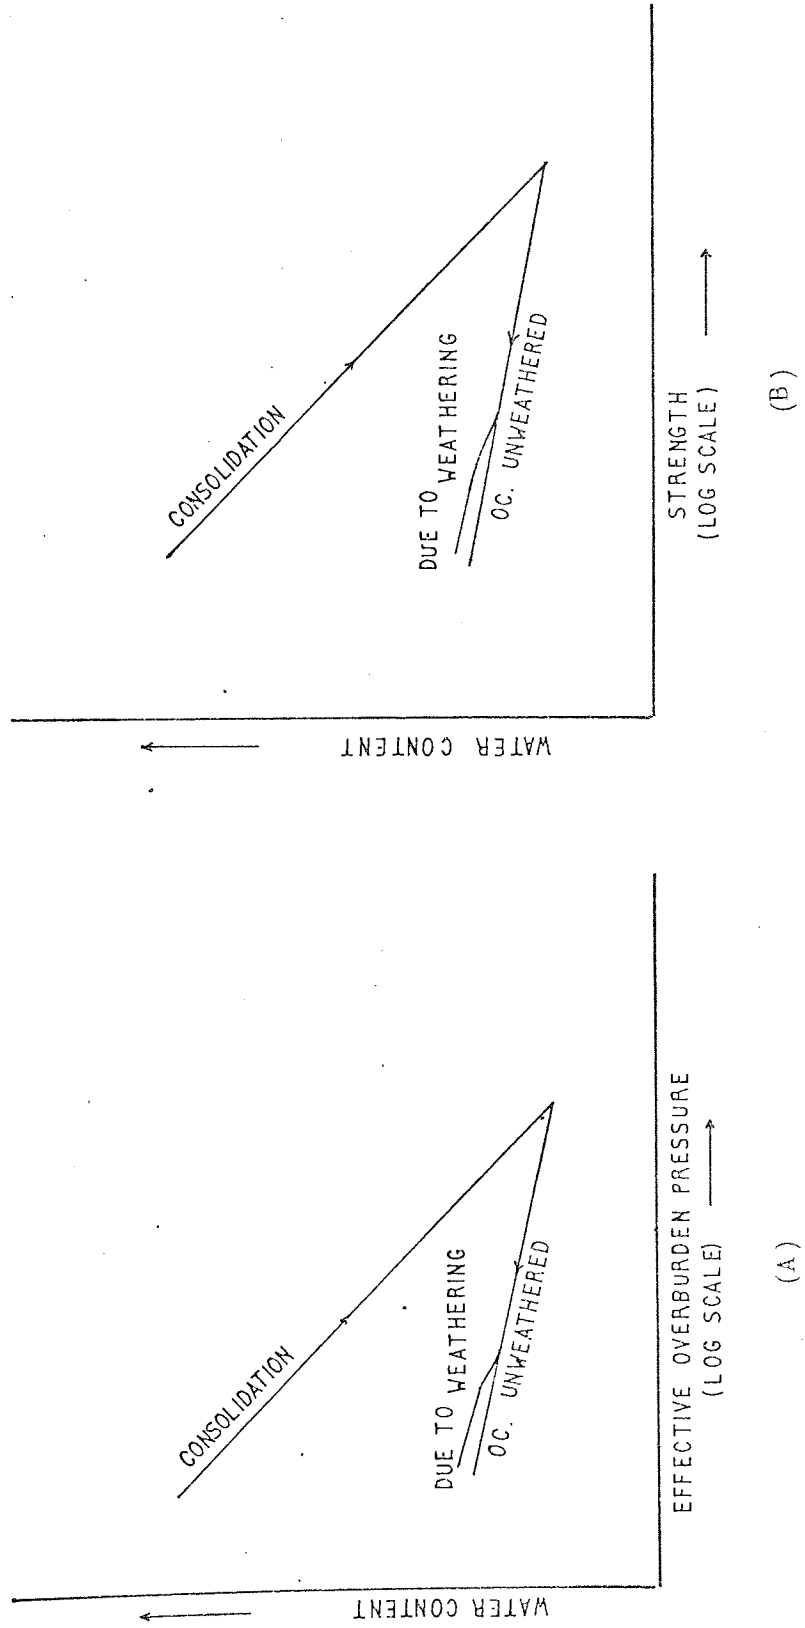 WATER CONTENT
CONSOLIDATION
DUE TO WEATHERING
OC. UNWEATHERED
EFFECTIVE OVERBURDEN PRESSURE
(LOG SCALE)
(A)
WATER CONTENT
CONSOLIDATION
DUE TO WEATHERING
OC. UNWEATHERED
STRENGTH
(LOG SCALE)
(B)